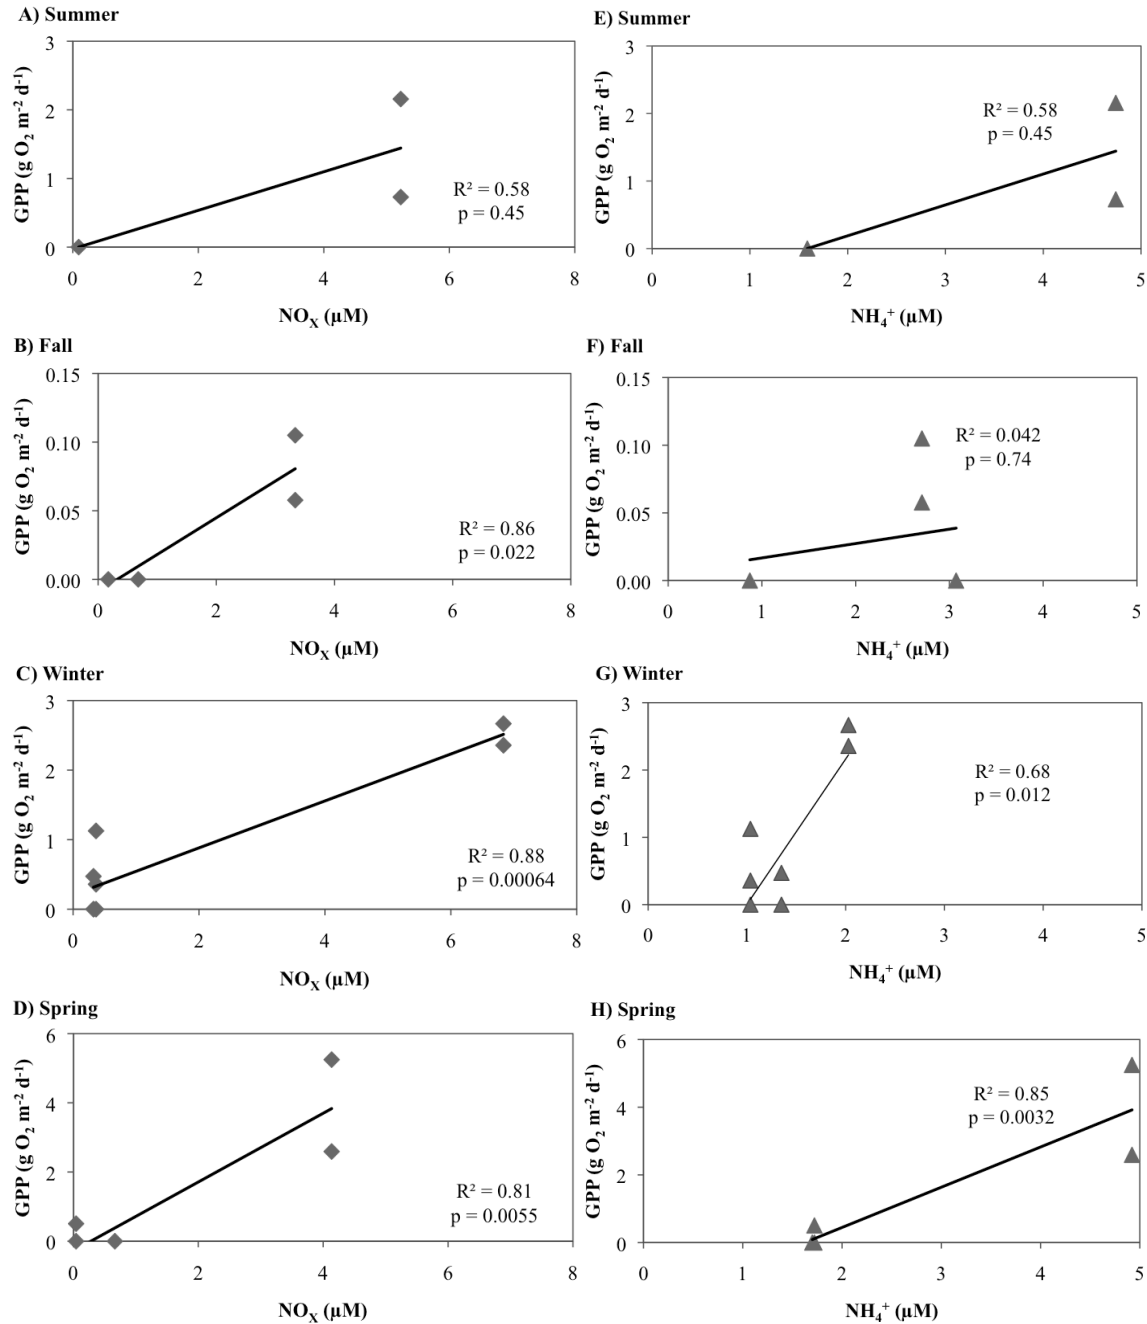 A) Summer
GPP (g O₂ m⁻² d⁻¹)
3
2
1
0
R² = 0.58
p = 0.45
0 2 4 6 8
NOₓ (µM)
E) Summer
GPP (g O₂ m⁻² d⁻¹)
3
2
1
0
R² = 0.58
p = 0.45
0 1 2 3 4 5
NH₄⁺ (µM)
B) Fall
GPP (g O₂ m⁻² d⁻¹)
0.15
0.10
0.05
0.00
R² = 0.86
p = 0.022
0 2 4 6 8
NOₓ (µM)
F) Fall
GPP (g O₂ m⁻² d⁻¹)
0.15
0.10
0.05
0.00
R² = 0.042
p = 0.74
0 1 2 3 4 5
NH₄⁺ (µM)
C) Winter
GPP (g O₂ m⁻² d⁻¹)
3
2
1
0
R² = 0.88
p = 0.00064
0 2 4 6 8
NOₓ (µM)
G) Winter
GPP (g O₂ m⁻² d⁻¹)
3
2
1
0
R² = 0.68
p = 0.012
0 1 2 3 4 5
NH₄⁺ (µM)
D) Spring
GPP (g O₂ m⁻² d⁻¹)
6
4
2
0
R² = 0.81
p = 0.0055
0 2 4 6 8
NOₓ (µM)
H) Spring
GPP (g O₂ m⁻² d⁻¹)
6
4
2
0
R² = 0.85
p = 0.0032
0 1 2 3 4 5
NH₄⁺ (µM)